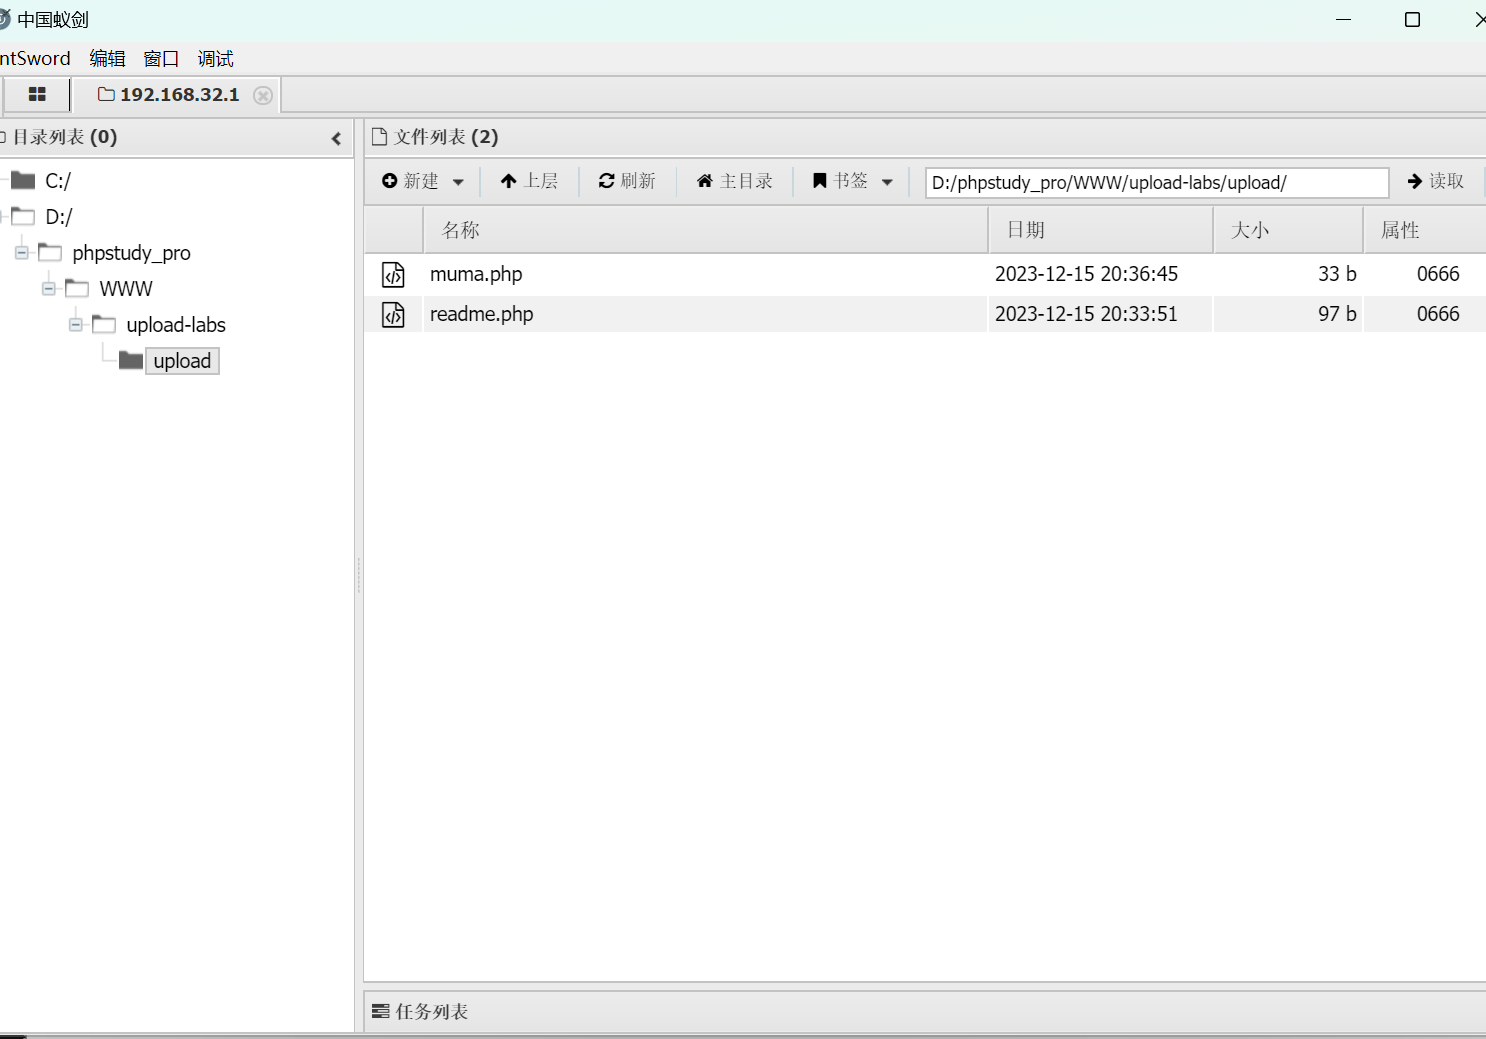 中国蚁剑
ntSword 编辑 窗口 调试
192.168.32.1
目录列表 (0)
文件列表 (2)
新建 上层 刷新 主目录 书签 D:/phpstudy_pro/WWW/upload-labs/upload/ 读取
C:/
D:/
phpstudy_pro
WWW
upload-labs
upload
名称 日期 大小 属性
muma.php 2023-12-15 20:36:45 33 b 0666
readme.php 2023-12-15 20:33:51 97 b 0666
任务列表